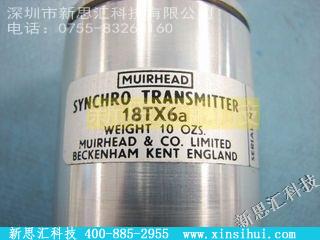 深圳市新思汇科技有限公司
电话：0755-83266160
MUIRHEAD
SYNCHRO TRANSMITTER
18TX6a
WEIGHT 10 OZS.
MUIRHEAD & CO. LIMITED
BECKENHAM KENT ENGLAND
SERIAL N
新思汇科技
新思汇科技 400-885-2955 www.xinsihui.com